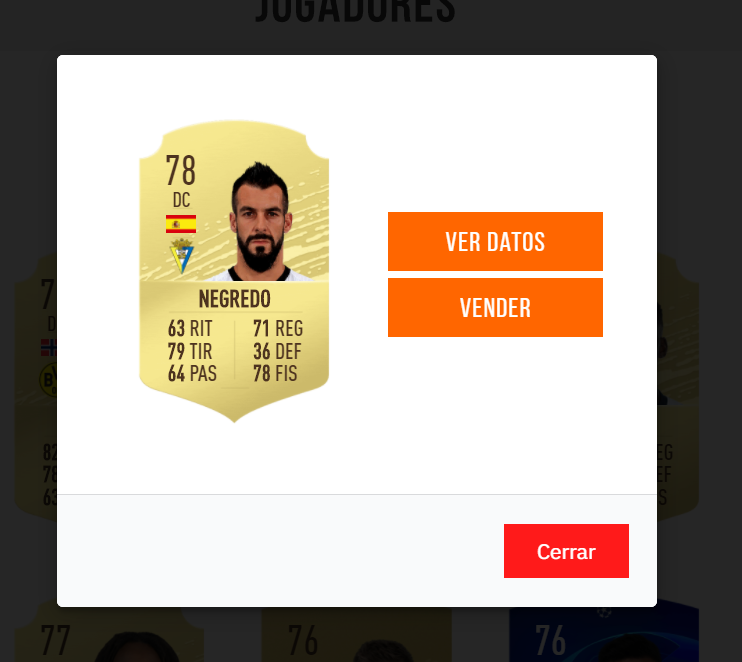 JOGADORES
78
DC
NEGREDO
63 RIT
71 REG
79 TIR
36 DEF
64 PAS
78 FIS
VER DATOS
VENDER
Cerrar
77
76
76